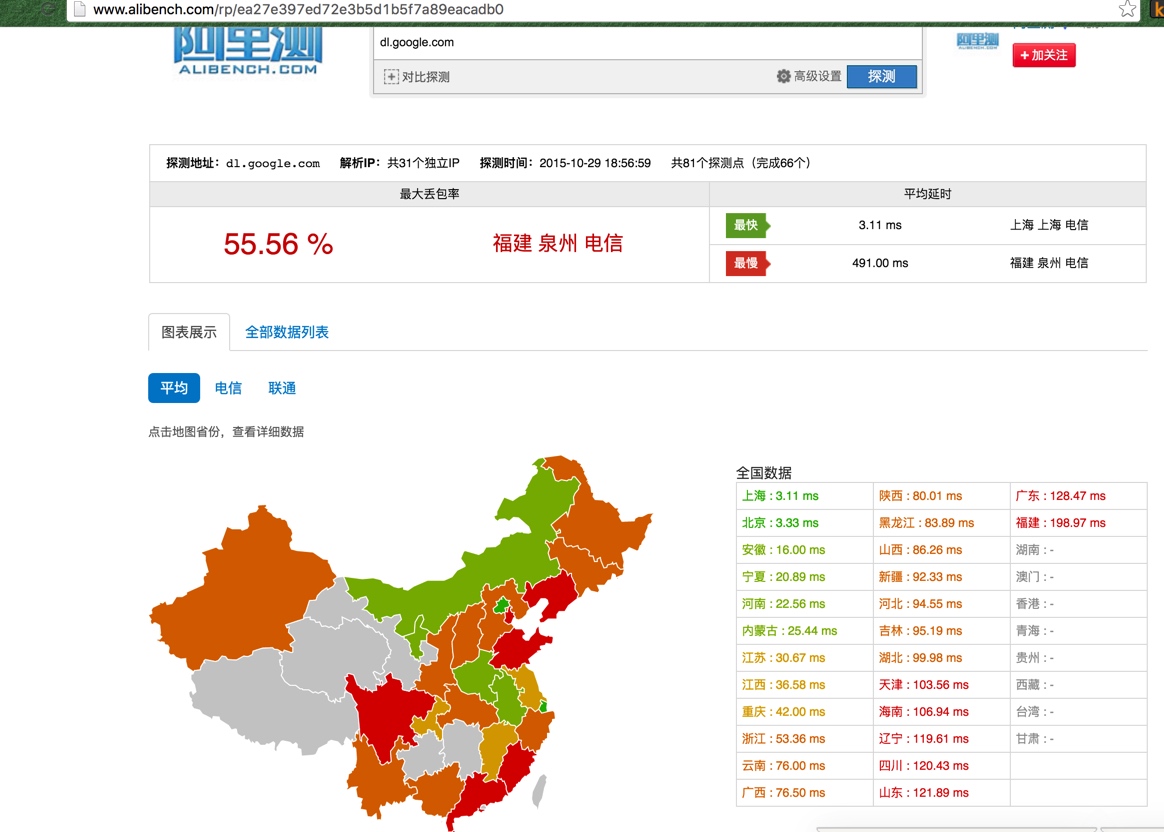 www.alibench.com/rp/ea27e397ed72e3b5d1b5f7a89eacadb0
阿里测
ALIBENCH.COM
dl.google.com
对比探测 高级设置 探测
阿里测
+加关注
探测地址: dl.google.com 解析IP: 共31个独立IP 探测时间: 2015-10-29 18:56:59 共81个探测点（完成66个）
最大丢包率 平均延时
55.56 % 福建 泉州 电信
最快 3.11 ms 上海 上海 电信
最慢 491.00 ms 福建 泉州 电信
图表展示 全部数据列表
平均 电信 联通
点击地图省份，查看详细数据
全国数据
上海 : 3.11 ms 陕西 : 80.01 ms 广东 : 128.47 ms
北京 : 3.33 ms 黑龙江 : 83.89 ms 福建 : 198.97 ms
安徽 : 16.00 ms 山西 : 86.26 ms 湖南 : -
宁夏 : 20.89 ms 新疆 : 92.33 ms 澳门 : -
河南 : 22.56 ms 河北 : 94.55 ms 香港 : -
内蒙古 : 25.44 ms 吉林 : 95.19 ms 青海 : -
江苏 : 30.67 ms 湖北 : 99.98 ms 贵州 : -
江西 : 36.58 ms 天津 : 103.56 ms 西藏 : -
重庆 : 42.00 ms 海南 : 106.94 ms 台湾 : -
浙江 : 53.36 ms 辽宁 : 119.61 ms 甘肃 : -
云南 : 76.00 ms 四川 : 120.43 ms
广西 : 76.50 ms 山东 : 121.89 ms